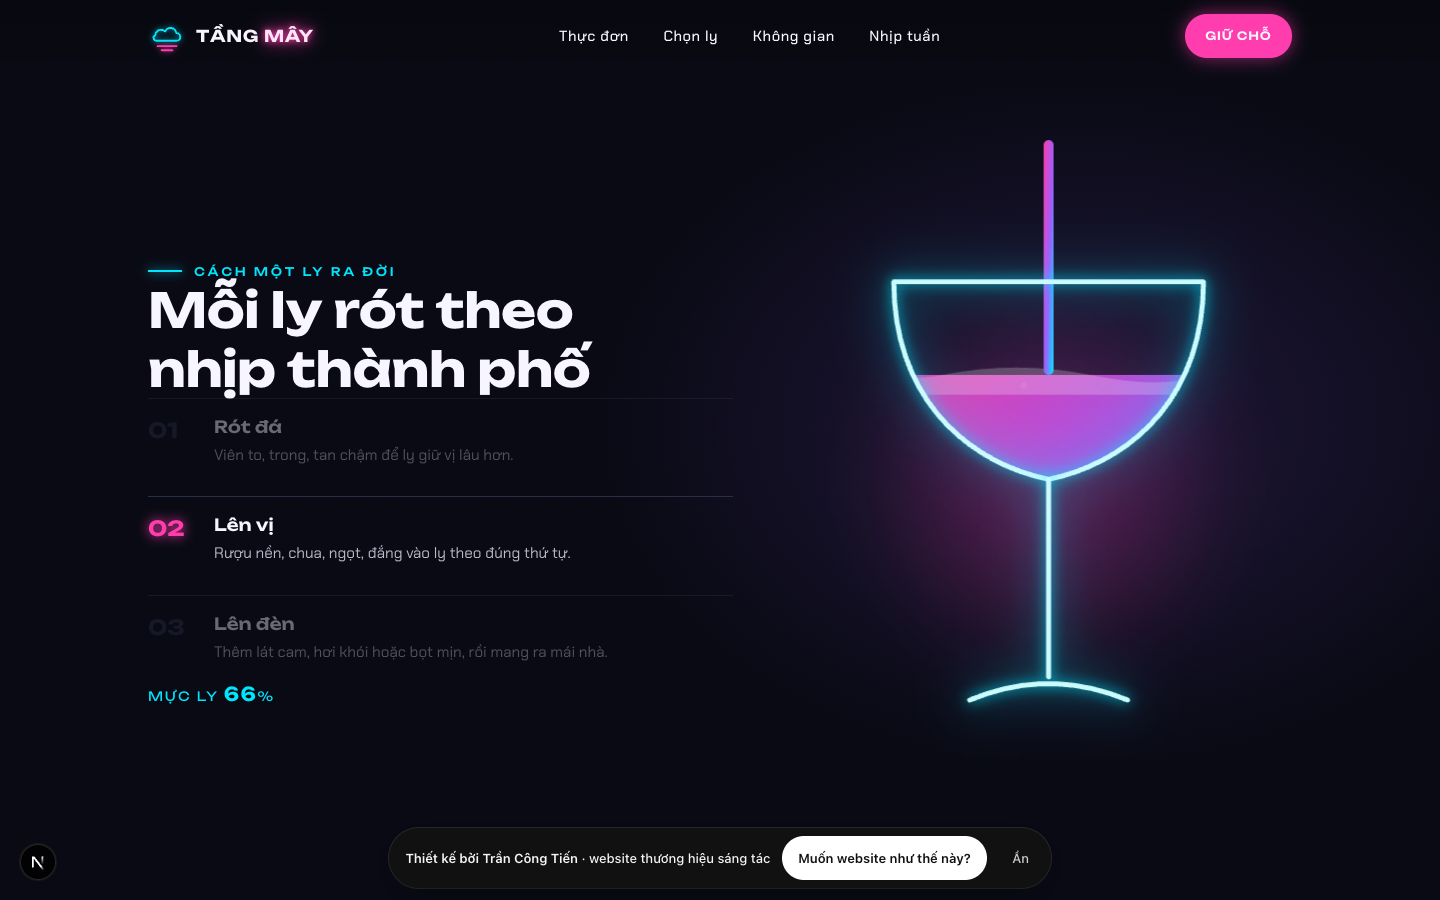 TẦNG MÂY
Thực đơn
Chọn ly
Không gian
Nhịp tuần
GIỮ CHỖ
CÁCH MỘT LY RA ĐỜI
Mỗi ly rót theo
nhịp thành phố
01
Rót đá
Viên to, trong, tan chậm để ly giữ vị lâu hơn.
02
Lên vị
Rượu nền, chua, ngọt, đắng vào ly theo đúng thứ tự.
03
Lên đèn
Thêm lát cam, hơi khói hoặc bọt mịn, rồi mang ra mái nhà.
MỰC LY 66%
N
Thiết kế bởi Trần Công Tiến · website thương hiệu sáng tác
Muốn website như thế này?
Ẩn